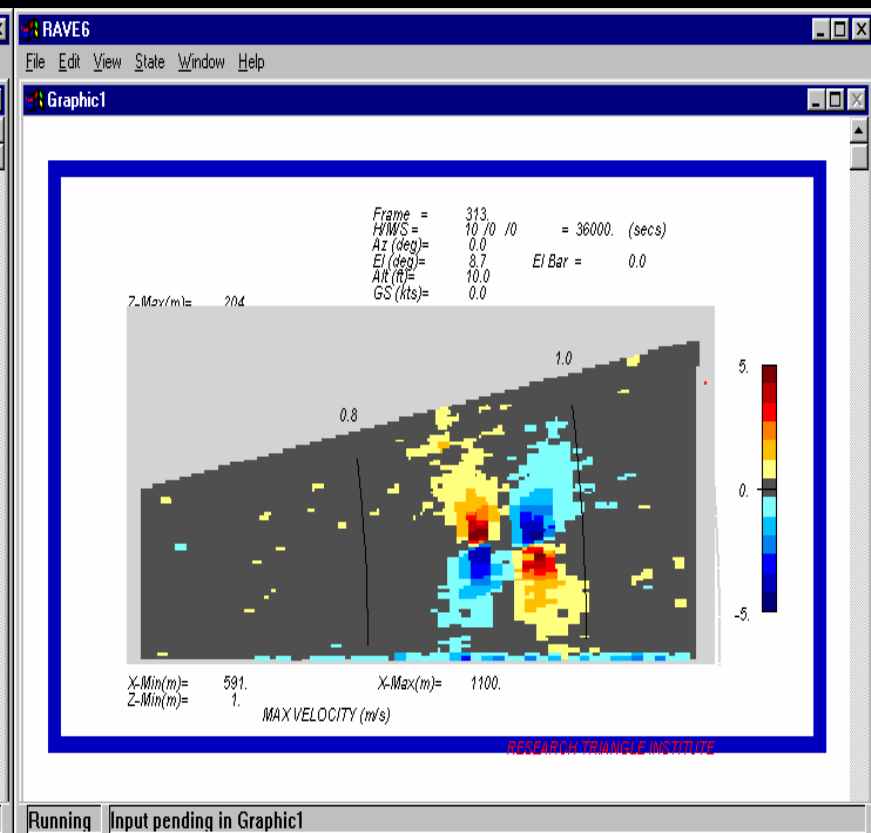 RAVE6
File Edit View State Window Help
Graphic1
Frame = 313.
H/M/S = 10 /0 /0 = 36000. (secs)
Az (deg)= 0.0
El (deg)= 8.7 El Bar = 0.0
Alt (ft)= 10.0
GS (kts)= 0.0
Z-Max(m)= 204.
1.0
0.8
5.
0.
-5.
X-Min(m)= 591. X-Max(m)= 1100.
Z-Min(m)= 1.
MAX VELOCITY (m/s)
RESEARCH TRIANGLE INSTITUTE
Running Input pending in Graphic1